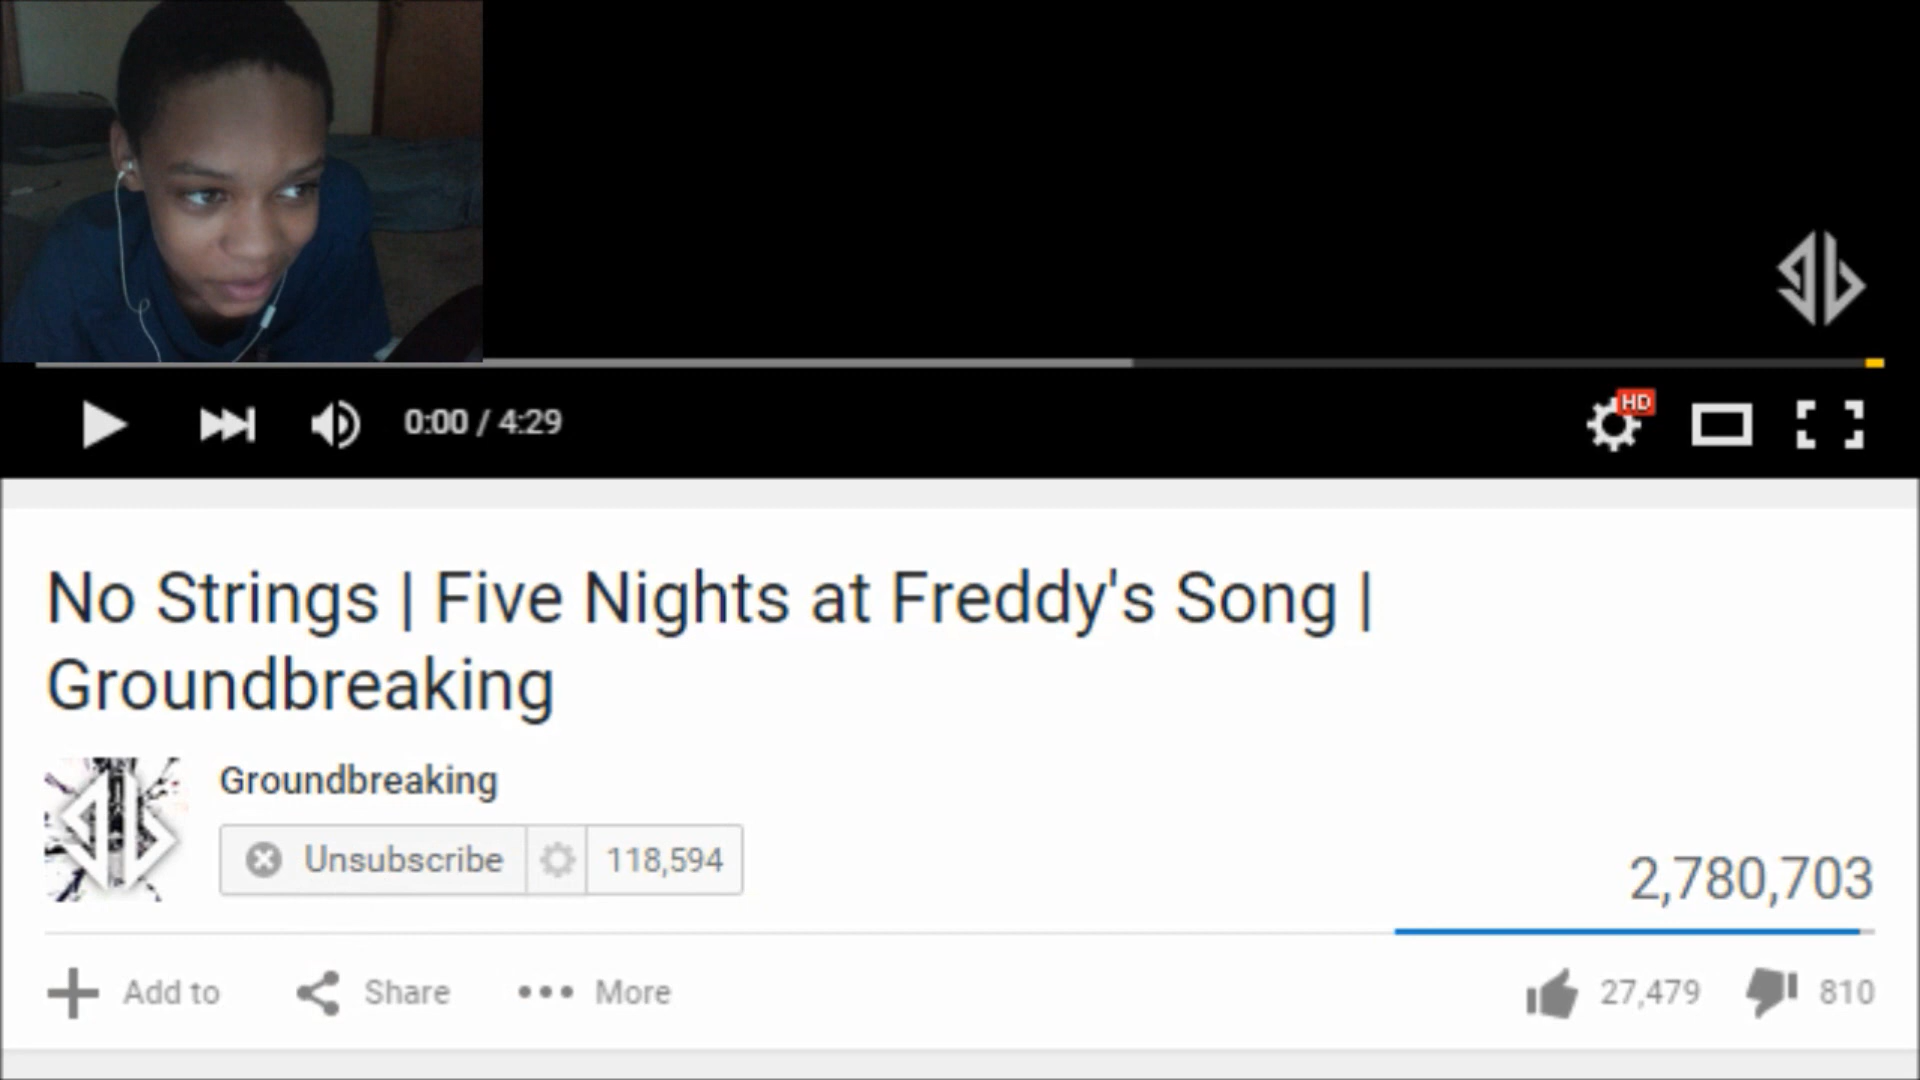 HD
0:00 / 4:29
No Strings | Five Nights at Freddy's Song |
Groundbreaking
Groundbreaking
Unsubscribe 118,594
2,780,703
Add to Share More 27,479 810